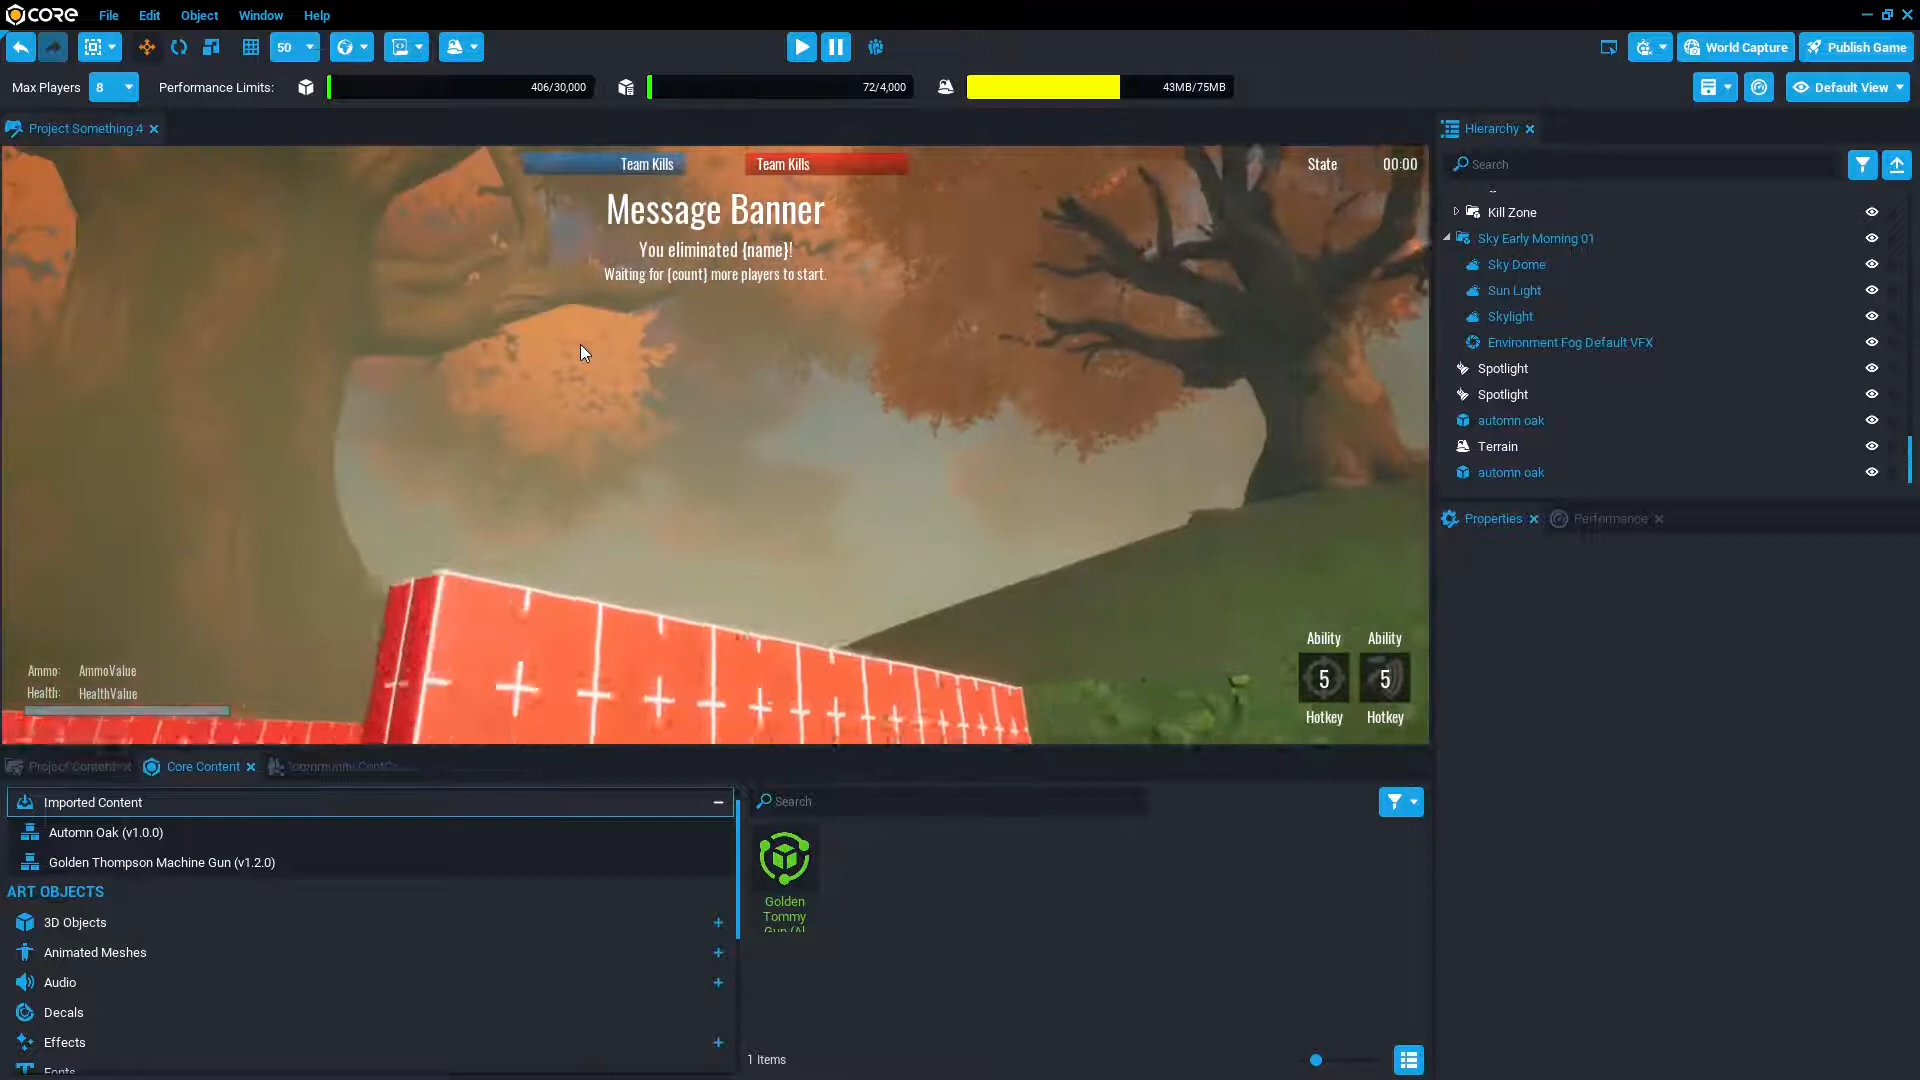 CORE File Edit Object Window Help
50 World Capture Publish Game
Max Players 8 Performance Limits: 406/30,000 72/4,000 43MB/75MB Default View
Project Something 4
Team Kills Team Kills State 00:00
Message Banner
You eliminated {name}!
Waiting for {count} more players to start.
Ammo: AmmoValue
Health: HealthValue
Ability Ability
5 5
Hotkey Hotkey
Hierarchy
Search
Kill Zone
Sky Early Morning 01
Sky Dome
Sun Light
Skylight
Environment Fog Default VFX
Spotlight
Spotlight
automn oak
Terrain
automn oak
Properties Performance
Project Content Core Content
Imported Content
Automn Oak (v1.0.0)
Golden Thompson Machine Gun (v1.2.0)
ART OBJECTS
3D Objects
Animated Meshes
Audio
Decals
Effects
Fonts
Search
Golden
Tommy
Gun (Al
1 Items